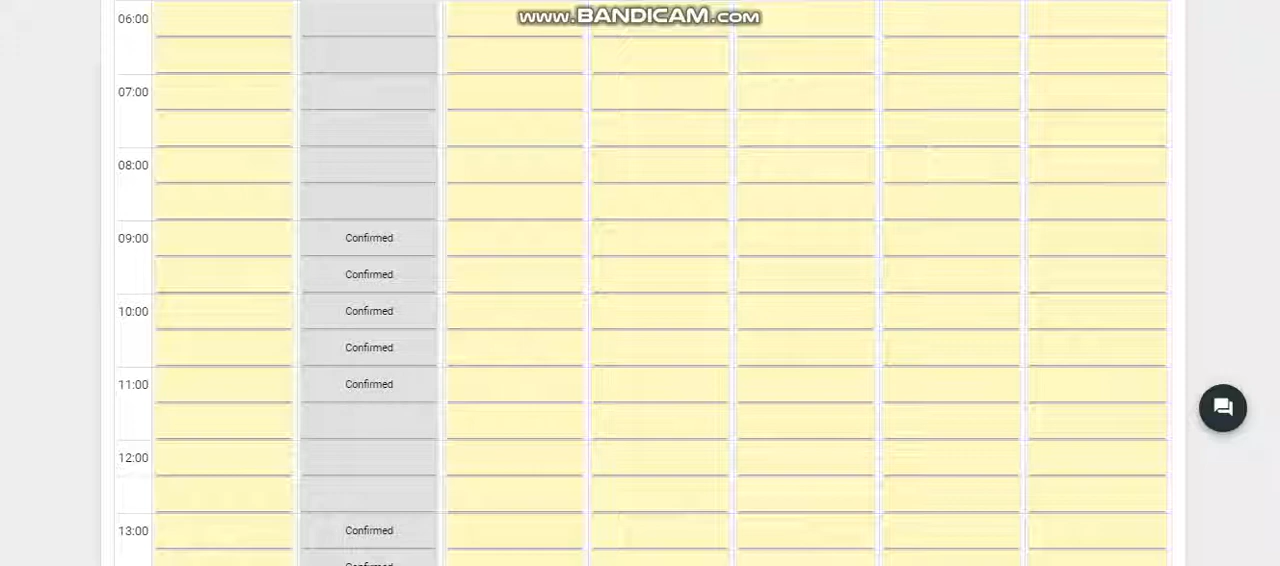 www.BANDICAM.com
06:00
07:00
08:00
09:00 Confirmed
Confirmed
10:00 Confirmed
Confirmed
11:00 Confirmed
12:00
13:00 Confirmed
Confirmed